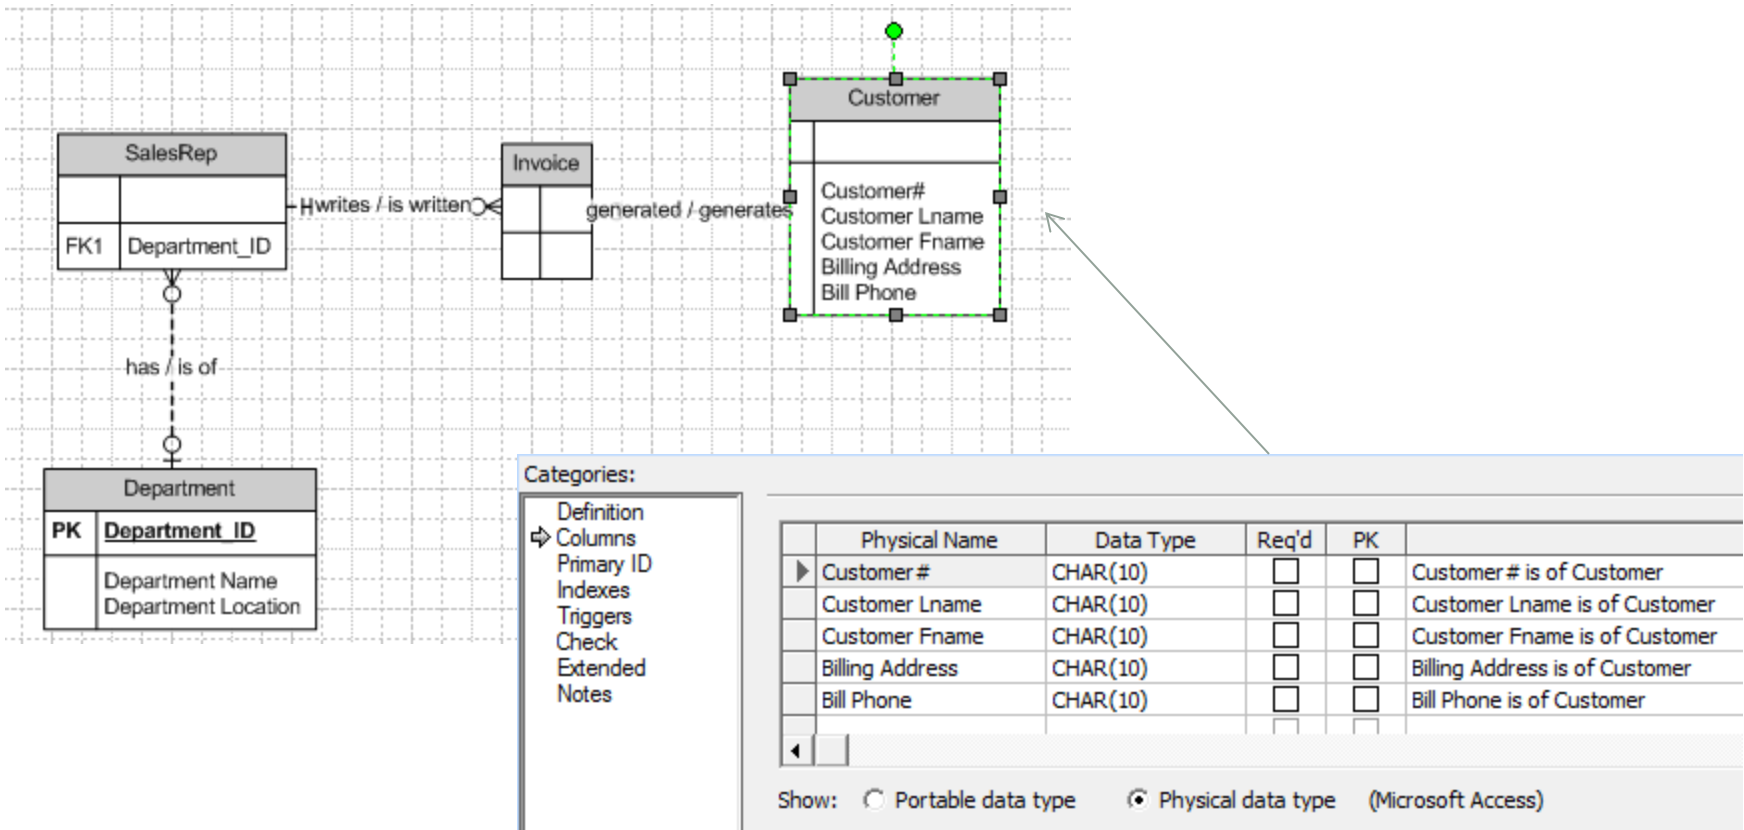 Customer
Customer#
Customer Lname
Customer Fname
Billing Address
Bill Phone
SalesRep
FK1 Department_ID
writes / is written
Invoice
generated / generates
has / is of
Department
PK Department_ID
Department Name
Department Location
Categories:
Definition
Columns
Primary ID
Indexes
Triggers
Check
Extended
Notes
Physical Name Data Type Req'd PK
Customer# CHAR(10) Customer# is of Customer
Customer Lname CHAR(10) Customer Lname is of Customer
Customer Fname CHAR(10) Customer Fname is of Customer
Billing Address CHAR(10) Billing Address is of Customer
Bill Phone CHAR(10) Bill Phone is of Customer
Show: Portable data type Physical data type (Microsoft Access)